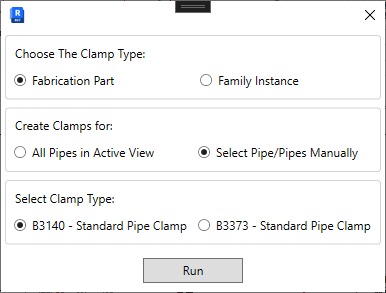 R
Choose The Clamp Type:
Fabrication Part
Family Instance
Create Clamps for:
All Pipes in Active View
Select Pipe/Pipes Manually
Select Clamp Type:
B3140 - Standard Pipe Clamp
B3373 - Standard Pipe Clamp
Run